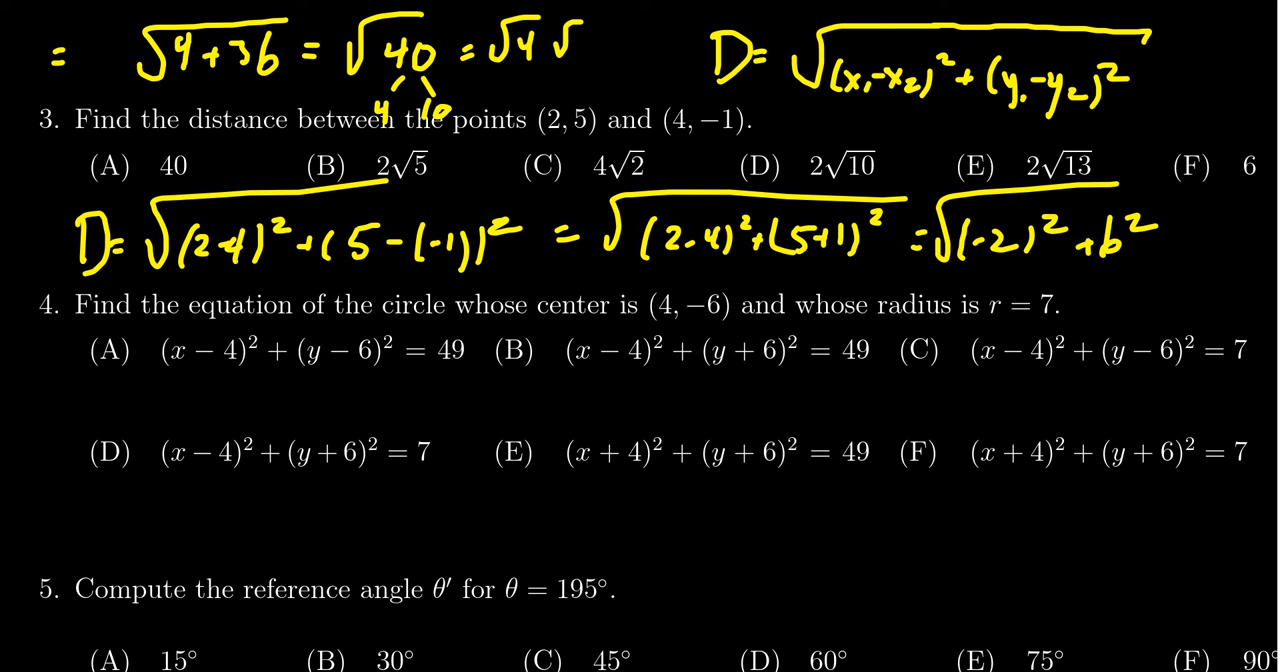 = √4+36 = √40 = √4 √
4 10
D= √(x₁-x₂)² + (y₁-y₂)²
3. Find the distance between the points (2, 5) and (4, −1).
(A) 40 (B) 2√5 (C) 4√2 (D) 2√10 (E) 2√13 (F) 6
D= √(2-4)² + (5-(-1))² = √(2-4)² + (5+1)² = √(-2)² + 6²
4. Find the equation of the circle whose center is (4, −6) and whose radius is r = 7.
(A) (x − 4)² + (y − 6)² = 49 (B) (x − 4)² + (y + 6)² = 49 (C) (x − 4)² + (y − 6)² = 7
(D) (x − 4)² + (y + 6)² = 7 (E) (x + 4)² + (y + 6)² = 49 (F) (x + 4)² + (y + 6)² = 7
5. Compute the reference angle θ′ for θ = 195°.
(A) 15° (B) 30° (C) 45° (D) 60° (E) 75° (F) 90°